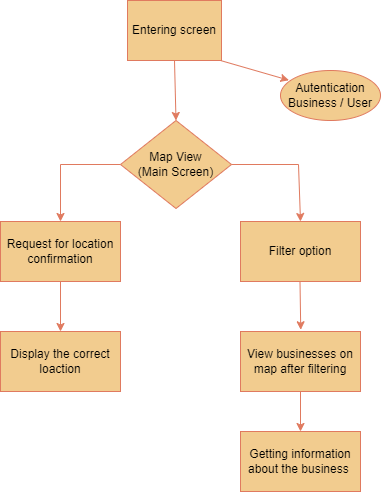 Entering screen
Autentication
Business / User
Map View
(Main Screen)
Request for location
confirmation
Filter option
Display the correct
loaction
View businesses on
map after filtering
Getting information
about the business